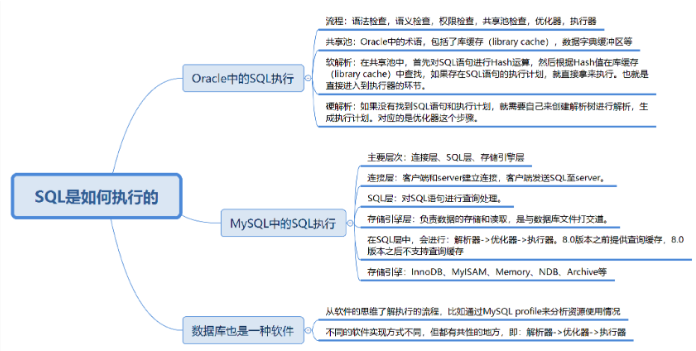 SQL是如何执行的
Oracle中的SQL执行
流程：语法检查，语义检查，权限检查，共享池检查，优化器，执行器
共享池：Oracle中的术语，包括了库缓存（library cache），数据字典缓冲区等
软解析：在共享池中，首先对SQL语句进行Hash运算，然后根据Hash值在库缓存
（library cache）中查找，如果存在SQL语句的执行计划，就直接拿来执行。也就是
直接进入到执行器的环节。
硬解析：如果没有找到SQL语句和执行计划，就需要自己来创建解析树进行解析，生
成执行计划。对应的是优化器这个步骤。
MySQL中的SQL执行
主要层次：连接层、SQL层、存储引擎层
连接层：客户端和server建立连接，客户端发送SQL至server。
SQL层：对SQL语句进行查询处理。
存储引擎层：负责数据的存储和读取，是与数据库文件打交道。
在SQL层中，会进行：解析器->优化器->执行器。8.0版本之前提供查询缓存，8.0
版本之后不支持查询缓存
存储引擎：InnoDB、MyISAM、Memory、NDB、Archive等
数据库也是一种软件
从软件的思维了解执行的流程，比如通过MySQL profile来分析资源使用情况
不同的软件实现方式不同，但都有共性的地方，即：解析器->优化器->执行器